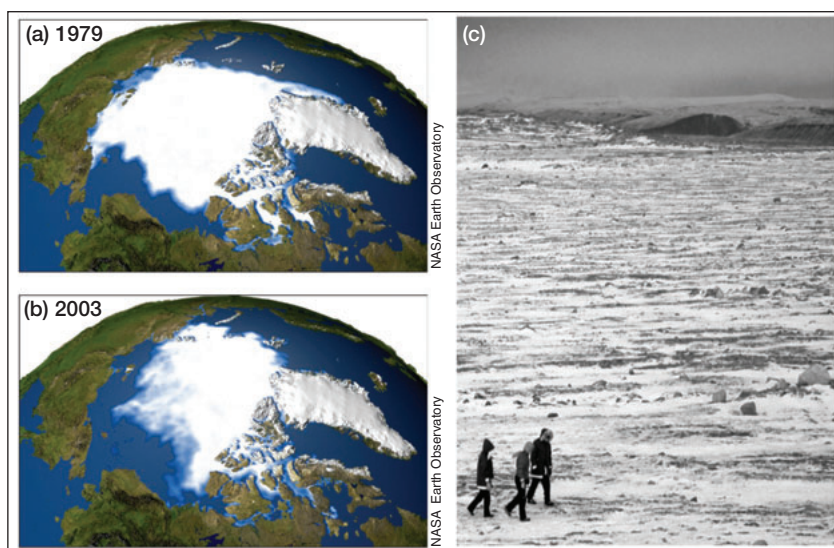 (a) 1979
NASA Earth Observatory
(b) 2003
NASA Earth Observatory
(c)